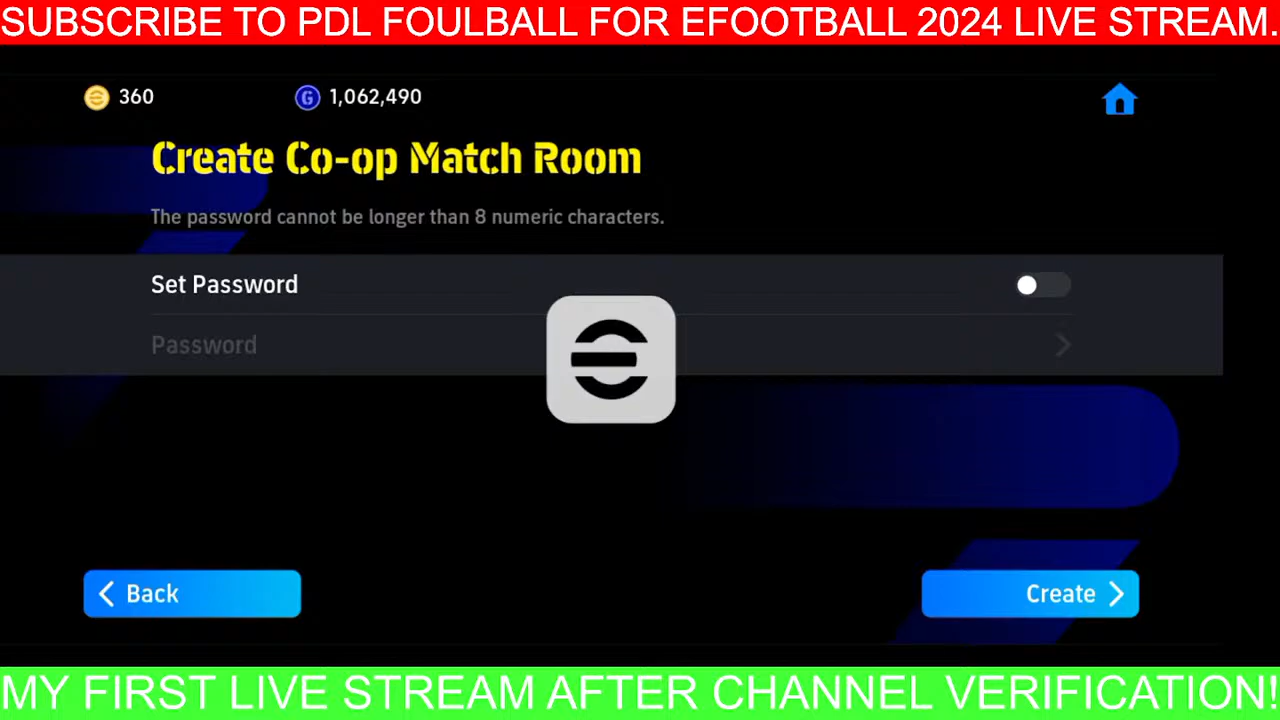 SUBSCRIBE TO PDL FOULBALL FOR EFOOTBALL 2024 LIVE STREAM.
360
G 1,062,490
Create Co-op Match Room
The password cannot be longer than 8 numeric characters.
Set Password
Password
Back
Create
MY FIRST LIVE STREAM AFTER CHANNEL VERIFICATION!